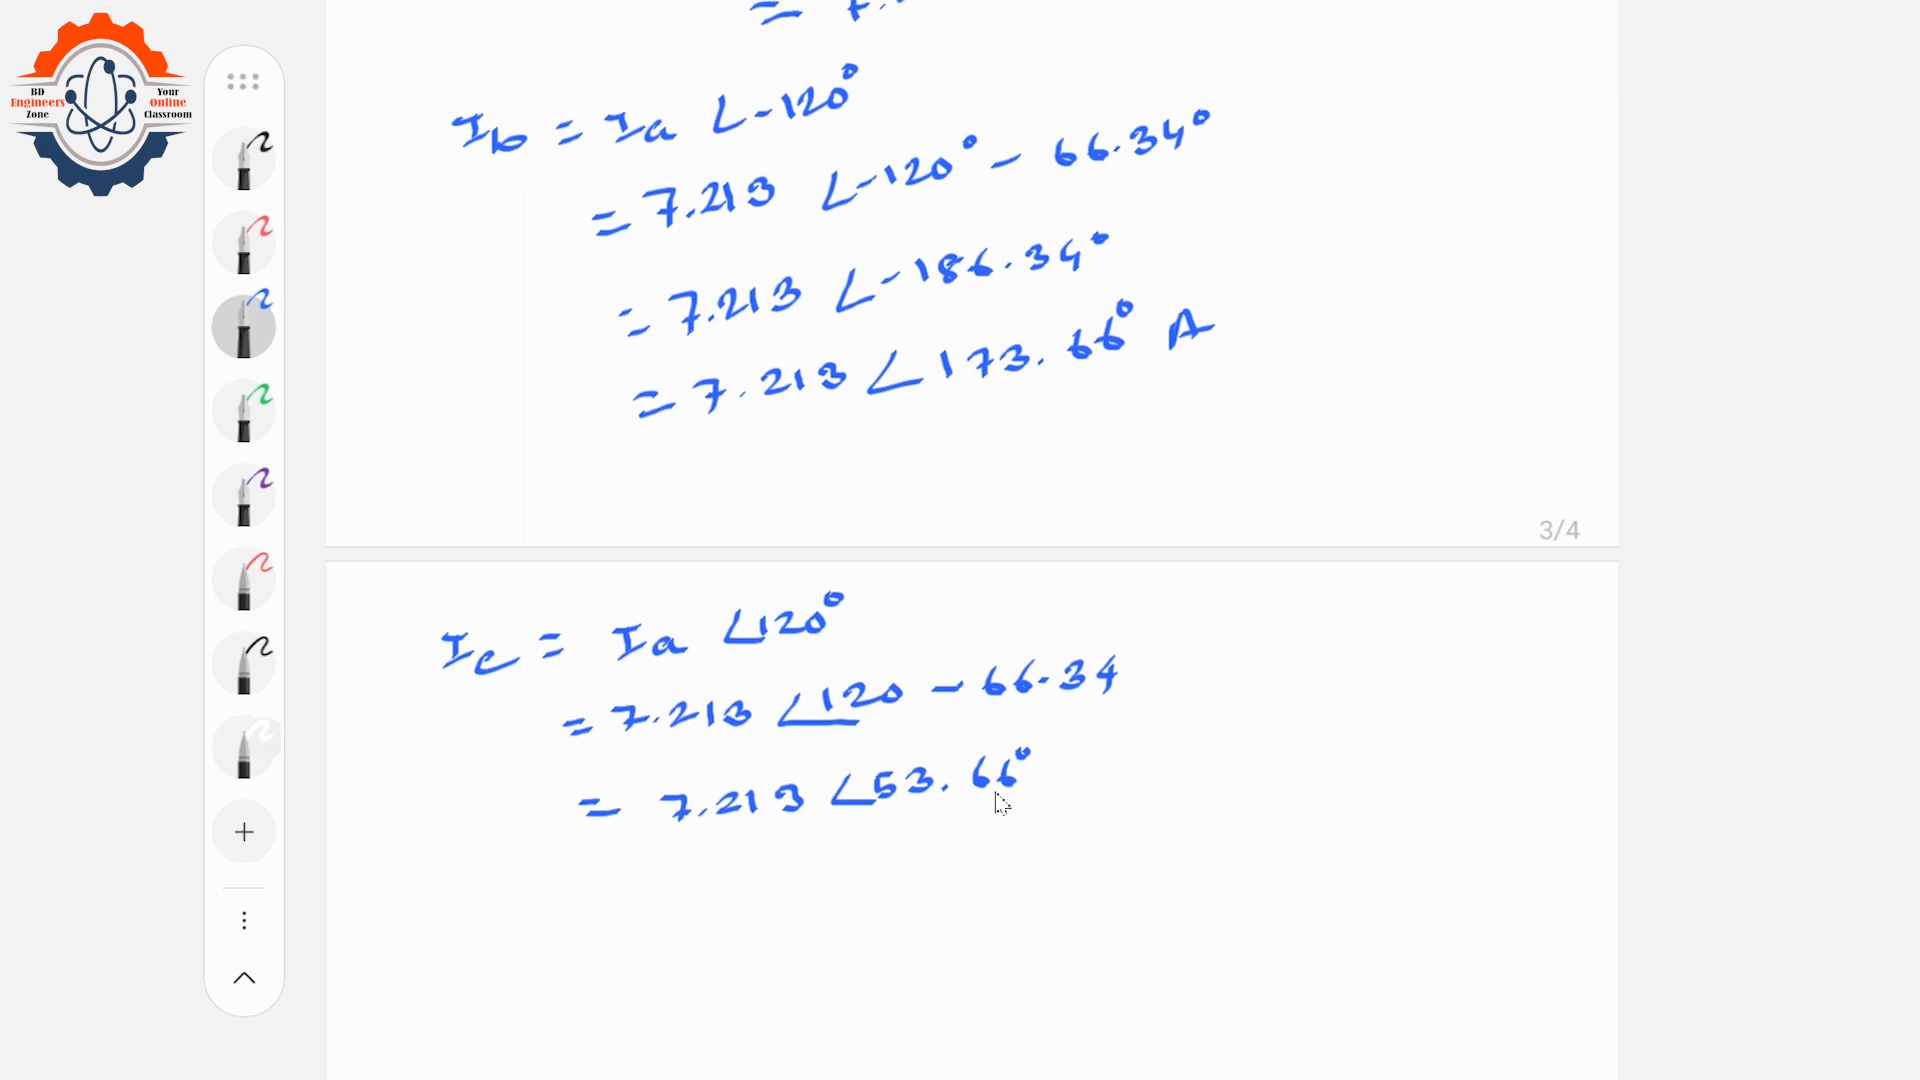 BD Engineers Zone
Your Online Classroom
= 7.
Ib = Ia ∠-120°
= 7.213 ∠-120° - 66.34°
= 7.213 ∠-186.34°
= 7.213 ∠173.66° A
3/4
Ic = Ia ∠120°
= 7.213 ∠120 - 66.34
= 7.213 ∠53.66°